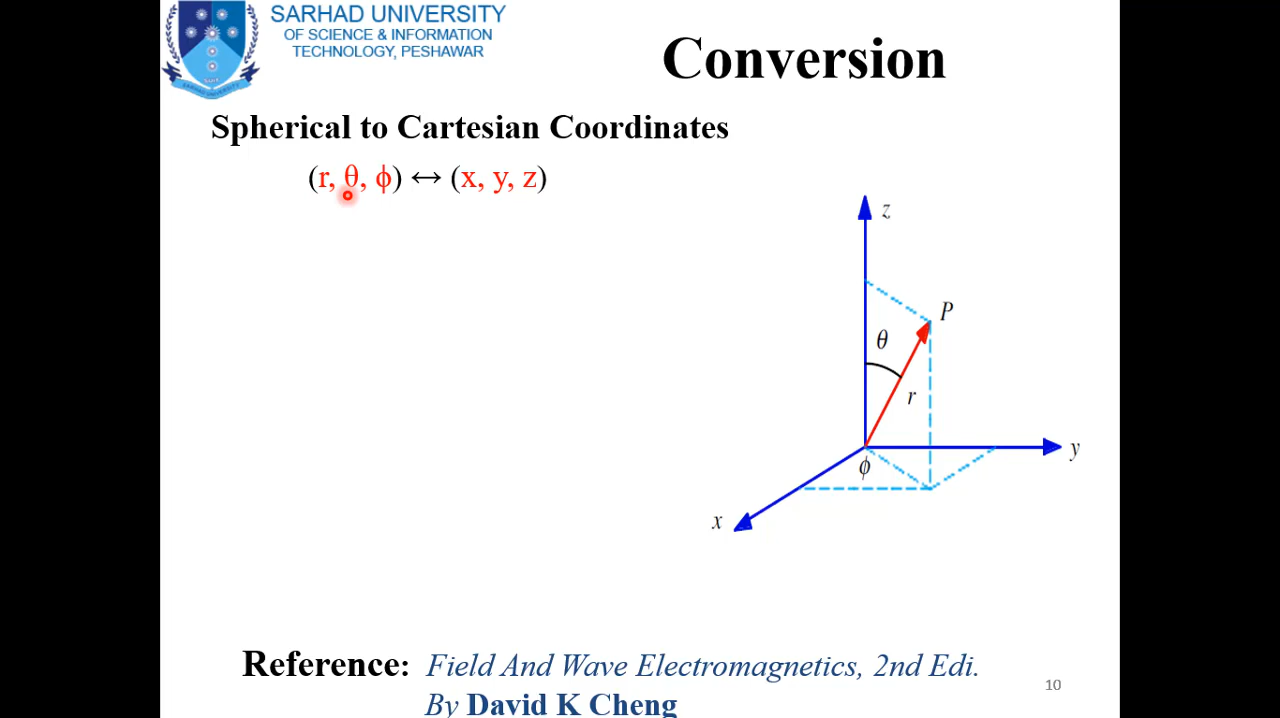 SARHAD UNIVERSITY
OF SCIENCE & INFORMATION
TECHNOLOGY, PESHAWAR
Conversion
Spherical to Cartesian Coordinates
(r, θ, ϕ) ↔ (x, y, z)
z
P
θ
r
y
ϕ
x
Reference: Field And Wave Electromagnetics, 2nd Edi.
By David K Cheng
10